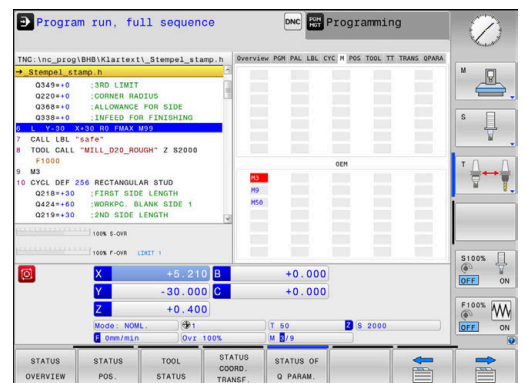 Program run, full sequence
DNC PGM MGT Programming
TNC:\nc_prog\BHB\Klartext\_Stempel_stamp.h
Overview PGM PAL LBL CYC M POS TOOL TT TRANS QPARA
→_Stempel_stamp.h
Q349=+0 ;3RD LIMIT
Q220=+0 ;CORNER RADIUS
Q368=+0 ;ALLOWANCE FOR SIDE
Q338=+0 ;INFEED FOR FINISHING
6 L Y-30 X+30 R0 FMAX M99
7 CALL LBL "safe"
8 TOOL CALL "MILL_D20_ROUGH" Z S2000
F1000
9 M3
10 CYCL DEF 256 RECTANGULAR STUD
Q218=+30 ;FIRST SIDE LENGTH
Q424=+60 ;WORKPC. BLANK SIDE 1
Q219=+30 ;2ND SIDE LENGTH
OEM
M3
M9
M50
100% S-OVR
100% F-OVR LIMIT 1
X +5.210 B +0.000
Y -30.000 C +0.000
Z +0.400
Mode: NOML. 1 T 50 Z S 2000
F 0mm/min Ovr 100% M 3/9
M
S
T
S100%
OFF ON
F100%
OFF ON
STATUS OVERVIEW
STATUS POS.
TOOL STATUS
STATUS COORD. TRANSF.
STATUS OF Q PARAM.